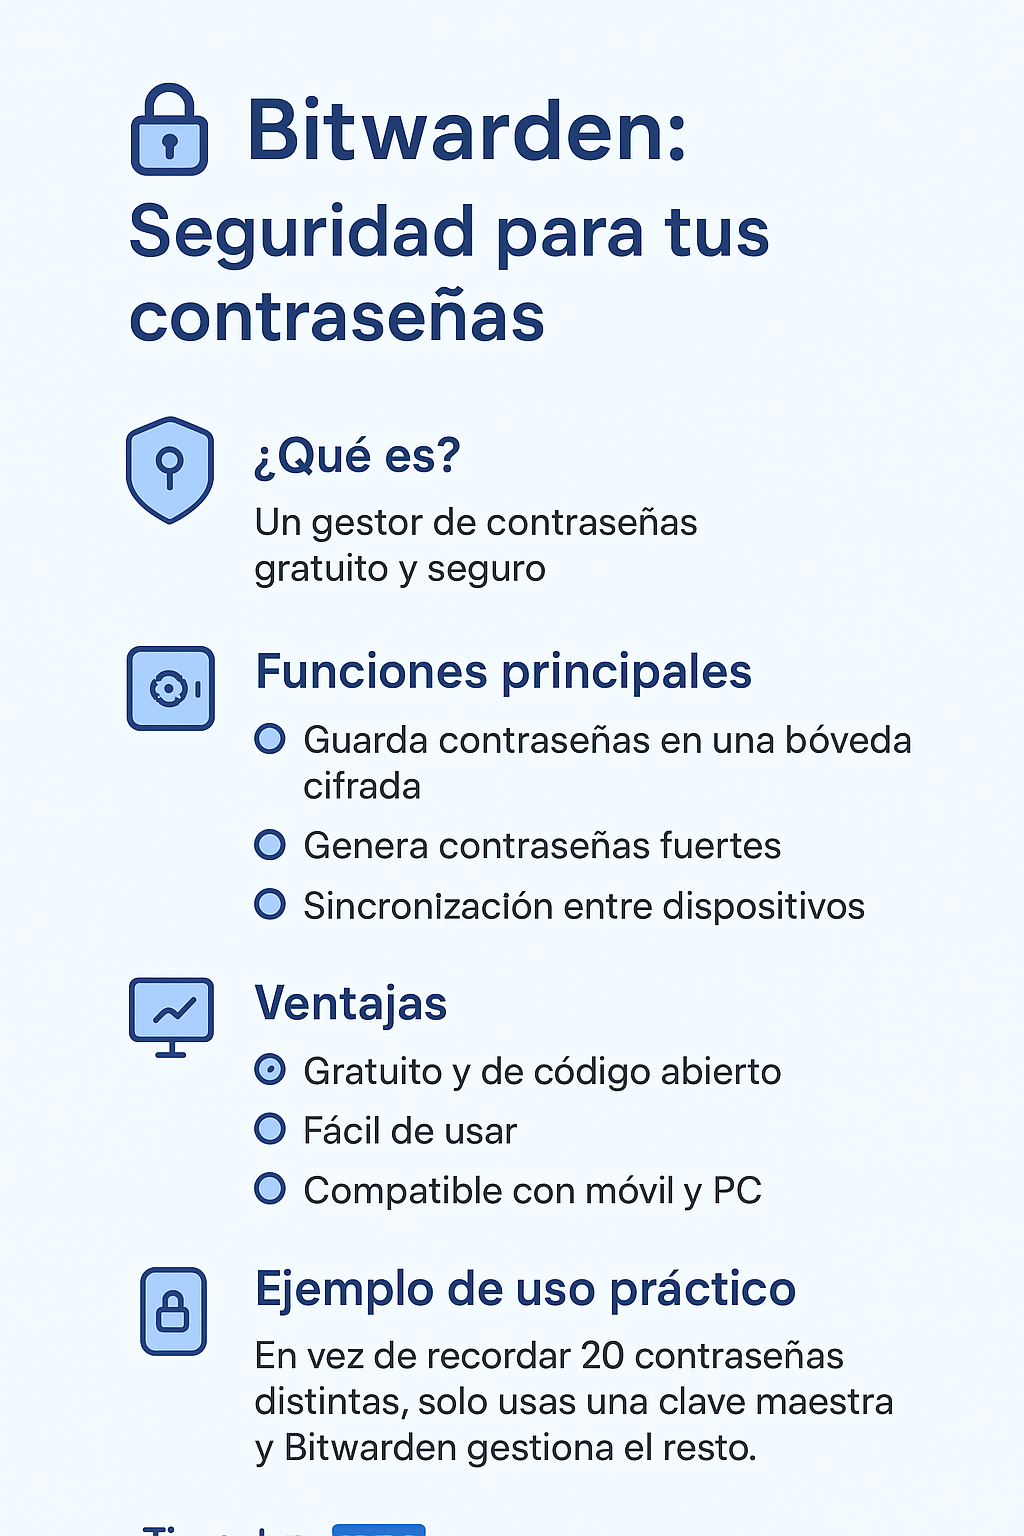 Bitwarden:
Seguridad para tus
contraseñas
¿Qué es?
Un gestor de contraseñas
gratuito y seguro
Funciones principales
Guarda contraseñas en una bóveda
cifrada
Genera contraseñas fuertes
Sincronización entre dispositivos
Ventajas
Gratuito y de código abierto
Fácil de usar
Compatible con móvil y PC
Ejemplo de uso práctico
En vez de recordar 20 contraseñas
distintas, solo usas una clave maestra
y Bitwarden gestiona el resto.